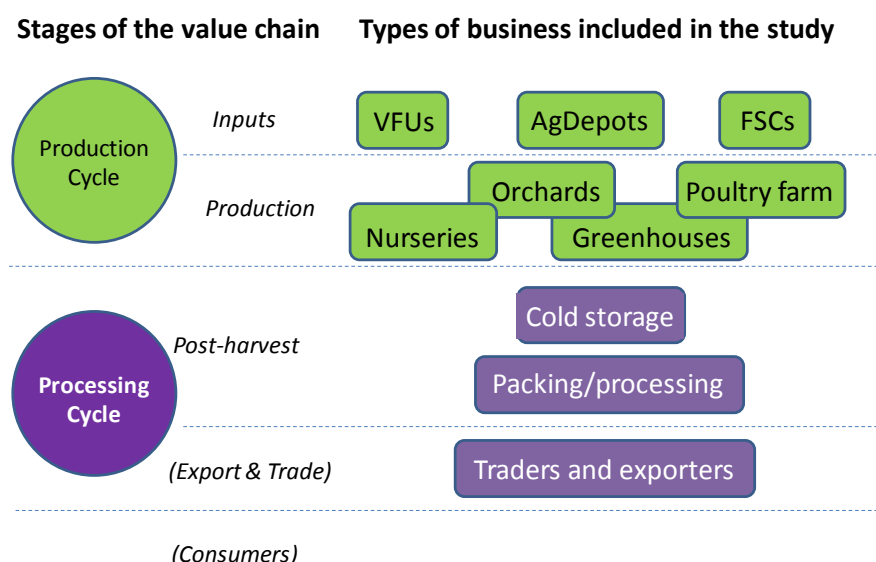 Stages of the value chain
Types of business included in the study
Production
Cycle
Inputs
VFUs
AgDepots
FSCs
Production
Orchards
Poultry farm
Nurseries
Greenhouses
Processing
Cycle
Post-harvest
Cold storage
Packing/processing
(Export & Trade)
Traders and exporters
(Consumers)